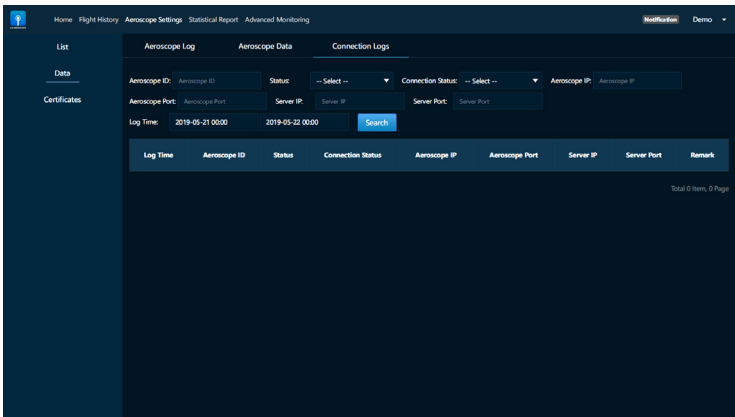 Home Flight History Aeroscope Settings Statistical Report Advanced Monitoring Notification Demo
List
Data
Certificates
Aeroscope Log Aeroscope Data Connection Logs
Aeroscope ID: Aeroscope ID Status: -- Select -- Connection Status: -- Select -- Aeroscope IP: Aeroscope IP
Aeroscope Port: Aeroscope Port Server IP: Server IP Server Port: Server Port
Log Time: 2019-05-21 00:00 2019-05-22 00:00 Search
Log Time Aeroscope ID Status Connection Status Aeroscope IP Aeroscope Port Server IP Server Port Remark
Total 0 Item, 0 Page